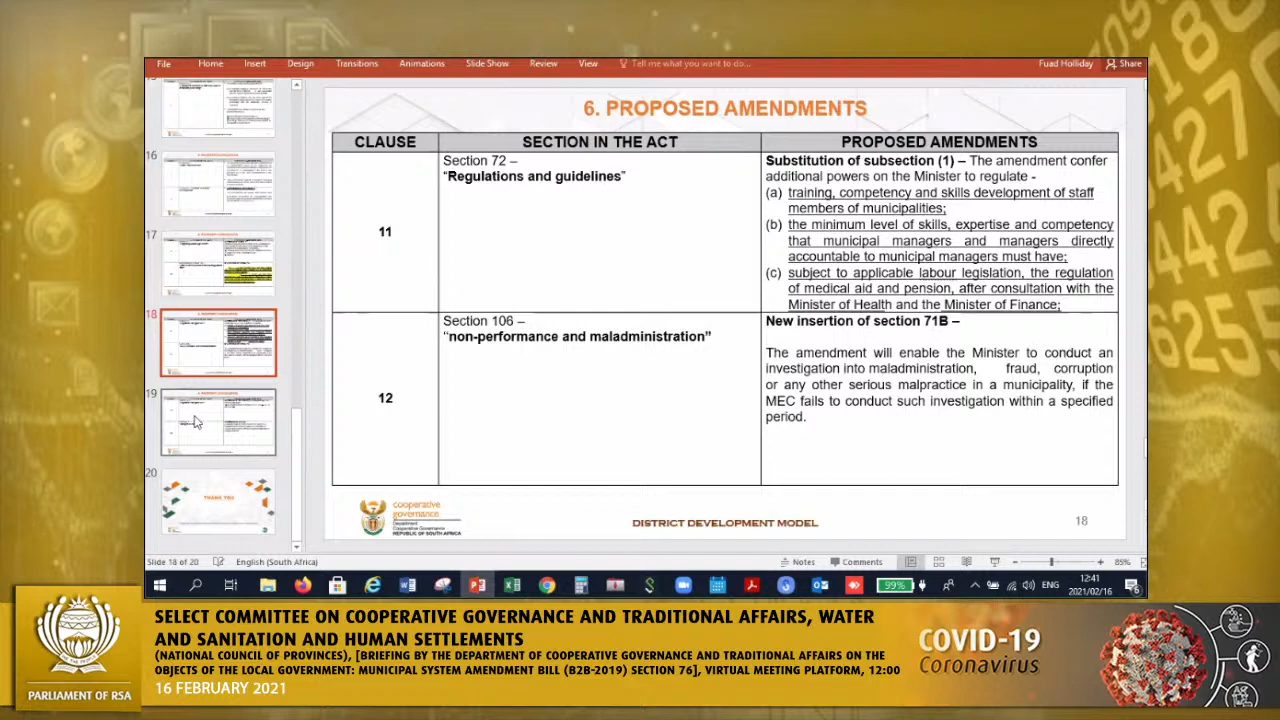 File Home Insert Design Transitions Animations Slide Show Review View Tell me what you want to do... Fuad Holliday Share
16
17
18
19
20
THANK YOU
6. PROPOSED AMENDMENTS
CLAUSE SECTION IN THE ACT PROPOSED AMENDMENTS
11
Section 72 –
"Regulations and guidelines"
Substitution of subsection (1) – The amendment confer
additional powers on the Minister to regulate -
(a) training, competency and skills development of staff
members of municipalities;
(b) the minimum level of skills, expertise and competency
that municipal managers and managers directly
accountable to municipal managers must have;
(c) subject to applicable labour legislation, the regulation
of medical aid and pension, after consultation with the
Minister of Health and the Minister of Finance;
12
Section 106 –
"non-performance and maladministration"
New insertion of section 71B –
The amendment will enable the Minister to conduct an
investigation into maladministration, fraud, corruption
or any other serious malpractice in a municipality, if the
MEC fails to conduct such investigation within a specified
period.
cooperative
governance
Department:
Cooperative Governance
REPUBLIC OF SOUTH AFRICA
DISTRICT DEVELOPMENT MODEL
18
Slide 18 of 20 English (South Africa) Notes Comments 85%
99% ENG 12:41
2021/02/16
6
SELECT COMMITTEE ON COOPERATIVE GOVERNANCE AND TRADITIONAL AFFAIRS, WATER
AND SANITATION AND HUMAN SETTLEMENTS
(NATIONAL COUNCIL OF PROVINCES), [BRIEFING BY THE DEPARTMENT OF COOPERATIVE GOVERNANCE AND TRADITIONAL AFFAIRS ON THE
OBJECTS OF THE LOCAL GOVERNMENT: MUNICIPAL SYSTEM AMENDMENT BILL (B2B-2019) SECTION 76], VIRTUAL MEETING PLATFORM, 12:00
16 FEBRUARY 2021
PARLIAMENT OF RSA
COVID-19
Coronavirus